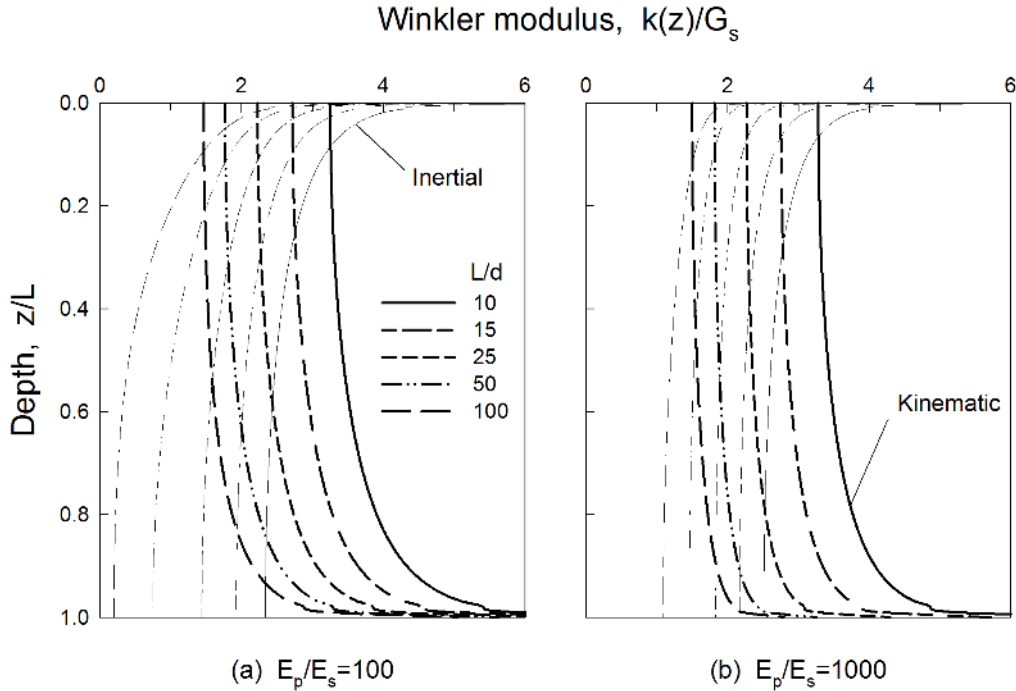 Winkler modulus, k(z)/Gs
0 2 4 6
0 2 4 6
Depth, z/L
0.0
0.2
0.4
0.6
0.8
1.0
Inertial
L/d
10
15
25
50
100
Kinematic
(a) Ep/Es=100
(b) Ep/Es=1000